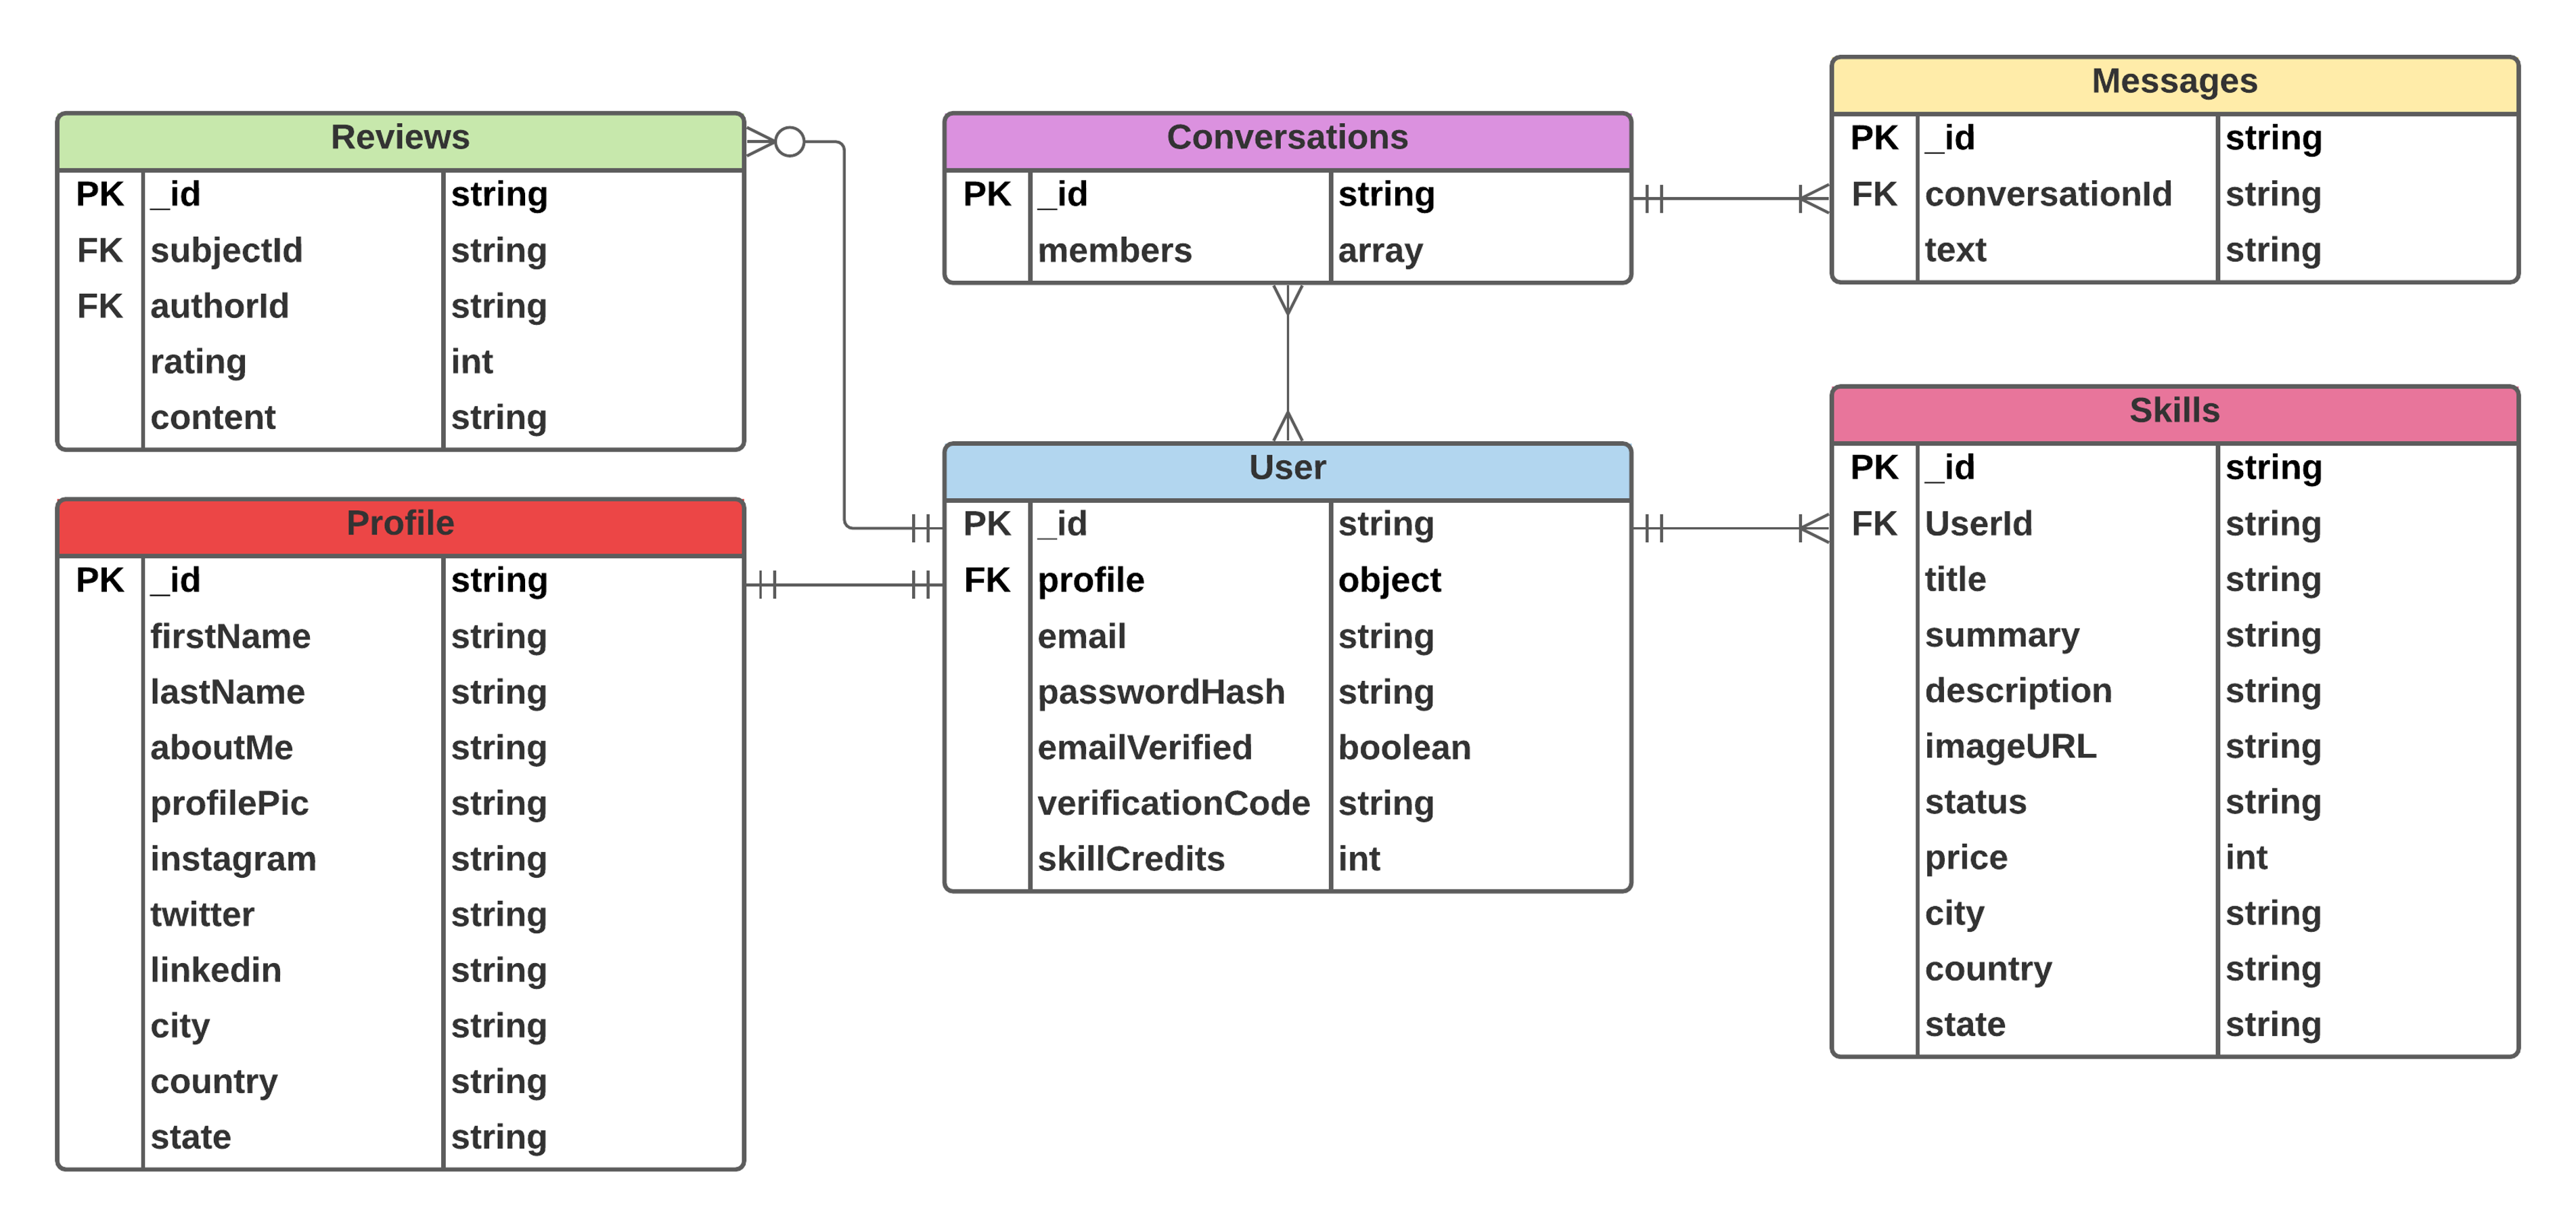 Reviews
PK _id string
FK subjectId string
FK authorId string
rating int
content string
Profile
PK _id string
firstName string
lastName string
aboutMe string
profilePic string
instagram string
twitter string
linkedin string
city string
country string
state string
Conversations
PK _id string
members array
User
PK _id string
FK profile object
email string
passwordHash string
emailVerified boolean
verificationCode string
skillCredits int
Messages
PK _id string
FK conversationId string
text string
Skills
PK _id string
FK UserId string
title string
summary string
description string
imageURL string
status string
price int
city string
country string
state string